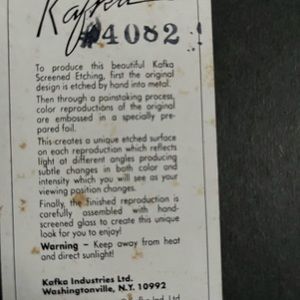 Kafka
#4082
To produce this beautiful Kafka
Screened Etching, first the original
design is etched by hand into metal.
Then through a painstaking process,
color reproductions of the original
are embossed in a specially pre-
pared foil.
This creates a unique etched surface
on each reproduction which reflects
light at different angles producing
subtle changes in both color and
intensity which you will see as your
viewing position changes.
Finally, the finished reproduction is
carefully assembled with hand-
screened glass to create this unique
look for you to enjoy!
Warning – Keep away from heat
and direct sunlight!
Kafka Industries Ltd.
Washingtonville, N.Y. 10992
Ind. Ltd.